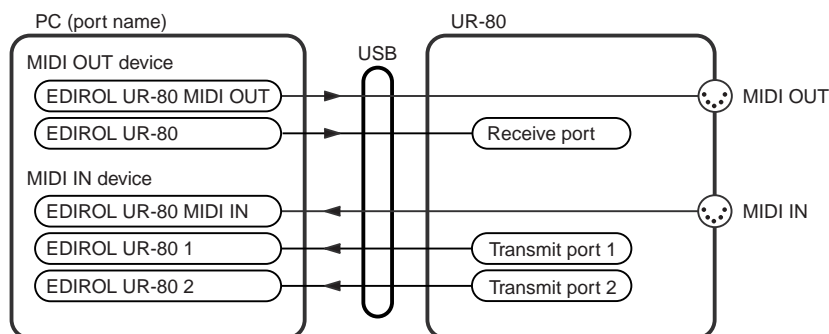 PC (port name)
USB
UR-80
MIDI OUT device
EDIROL UR-80 MIDI OUT
MIDI OUT
EDIROL UR-80
Receive port
MIDI IN device
EDIROL UR-80 MIDI IN
MIDI IN
EDIROL UR-80 1
Transmit port 1
EDIROL UR-80 2
Transmit port 2